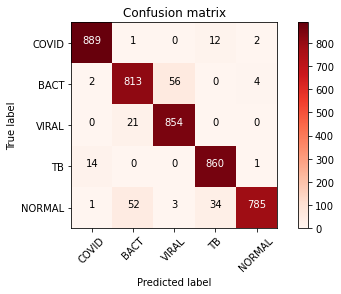 Confusion matrix
True label
COVID 889 1 0 12 2
BACT 2 813 56 0 4
VIRAL 0 21 854 0 0
TB 14 0 0 860 1
NORMAL 1 52 3 34 785
COVID BACT VIRAL TB NORMAL
Predicted label
800
700
600
500
400
300
200
100
0